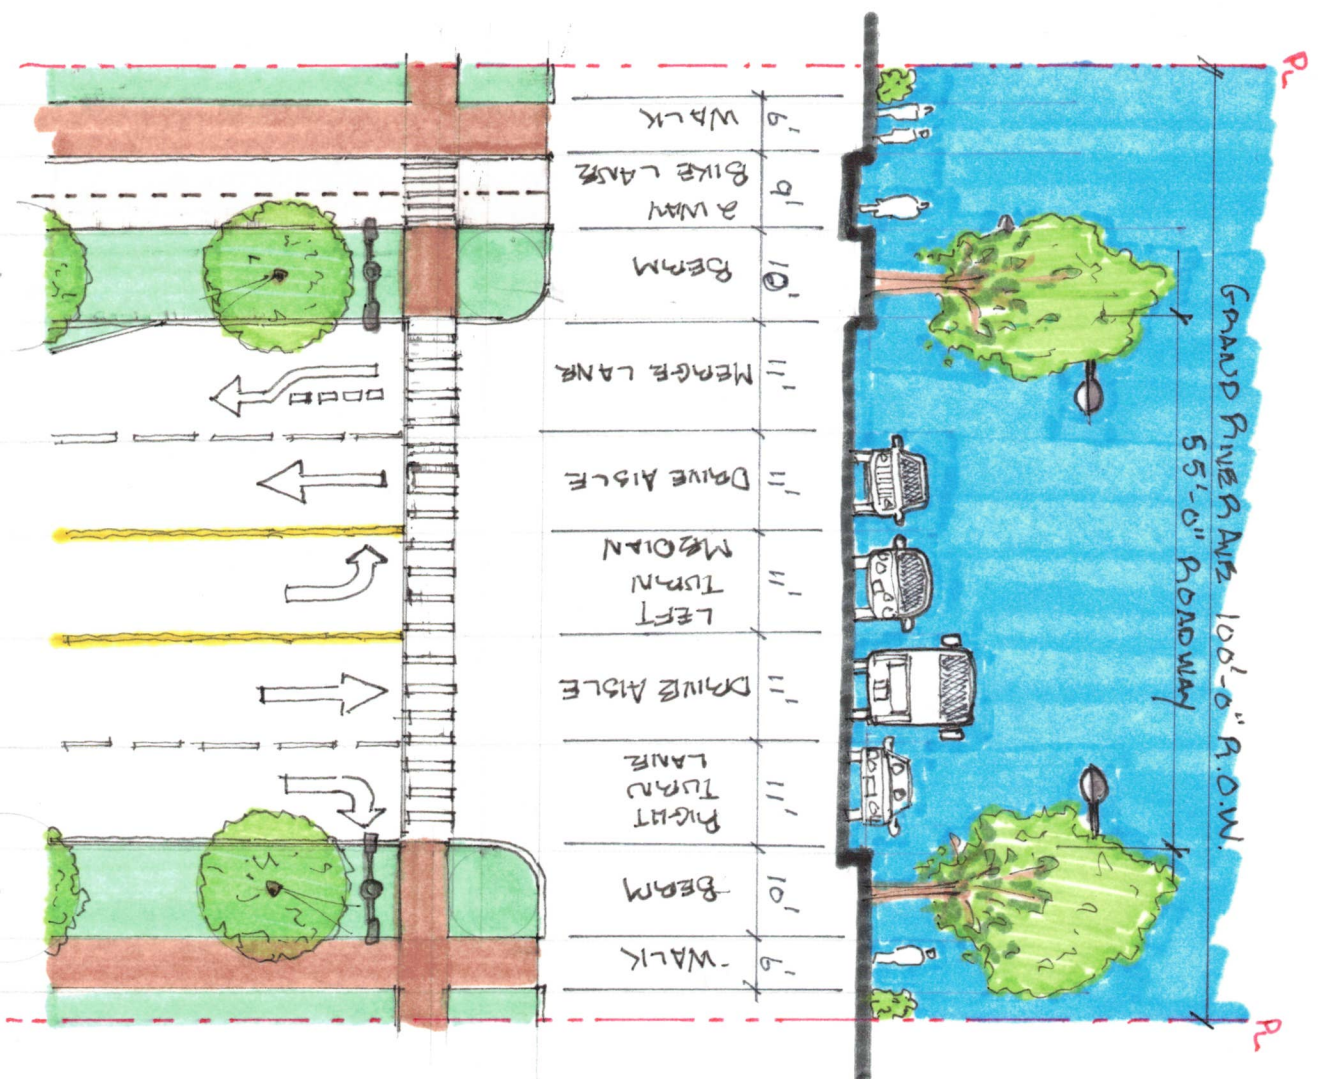 PL
GRAND RIVER AVE 100'-0" R.O.W.
55'-0" ROADWAY
PL
WALK
6'
2 WAY
BIKE LANE
9'
BERM
10'
MERGE LANE
11'
DRIVE AISLE
11'
LEFT
TURN
MEDIAN
11'
DRIVE AISLE
11'
RIGHT
TURN
LANE
11'
BERM
10'
WALK
6'